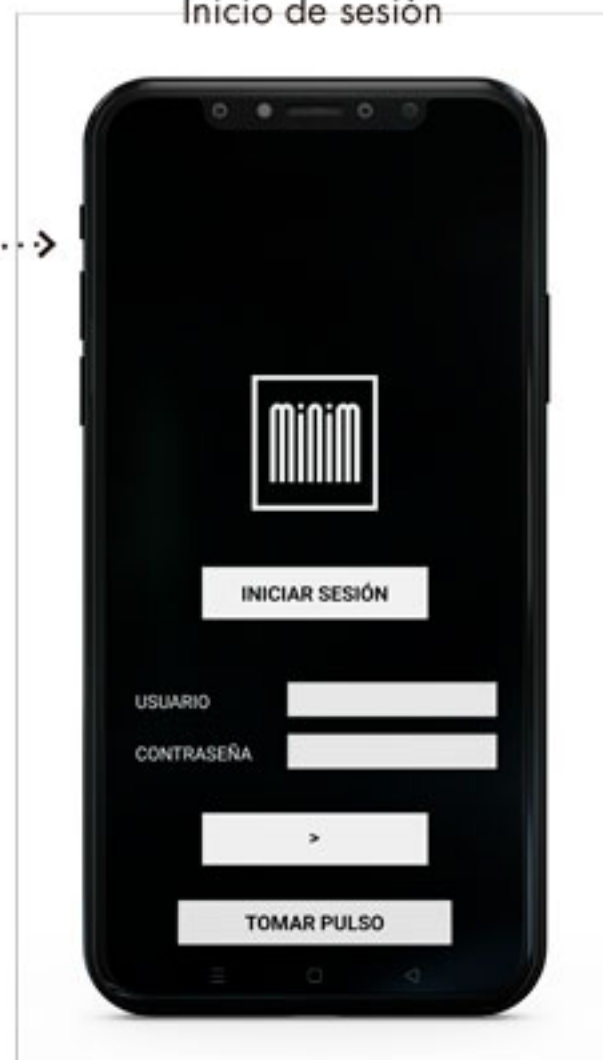 Inicio de sesión
MiNiM
INICIAR SESIÓN
USUARIO
CONTRASEÑA
>
TOMAR PULSO